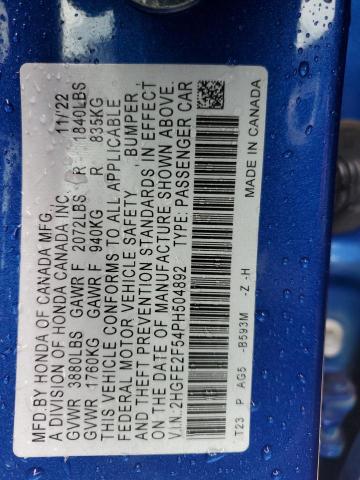 MFD.BY HONDA OF CANADA MFG. 11/22
A DIVISION OF HONDA CANADA INC.
GVWR 3880LBS GAWR F 2072LBS R 1840LBS
GVWR 1760KG GAWR F 940KG R 835KG
THIS VEHICLE CONFORMS TO ALL APPLICABLE
FEDERAL MOTOR VEHICLE SAFETY, BUMPER,
AND THEFT PREVENTION STANDARDS IN EFFECT
ON THE DATE OF MANUFACTURE SHOWN ABOVE.
V.I.N: 2HGFE2F54PH504892 TYPE: PASSENGER CAR
T23 P AG5 -B593M -Z -H MADE IN CANADA